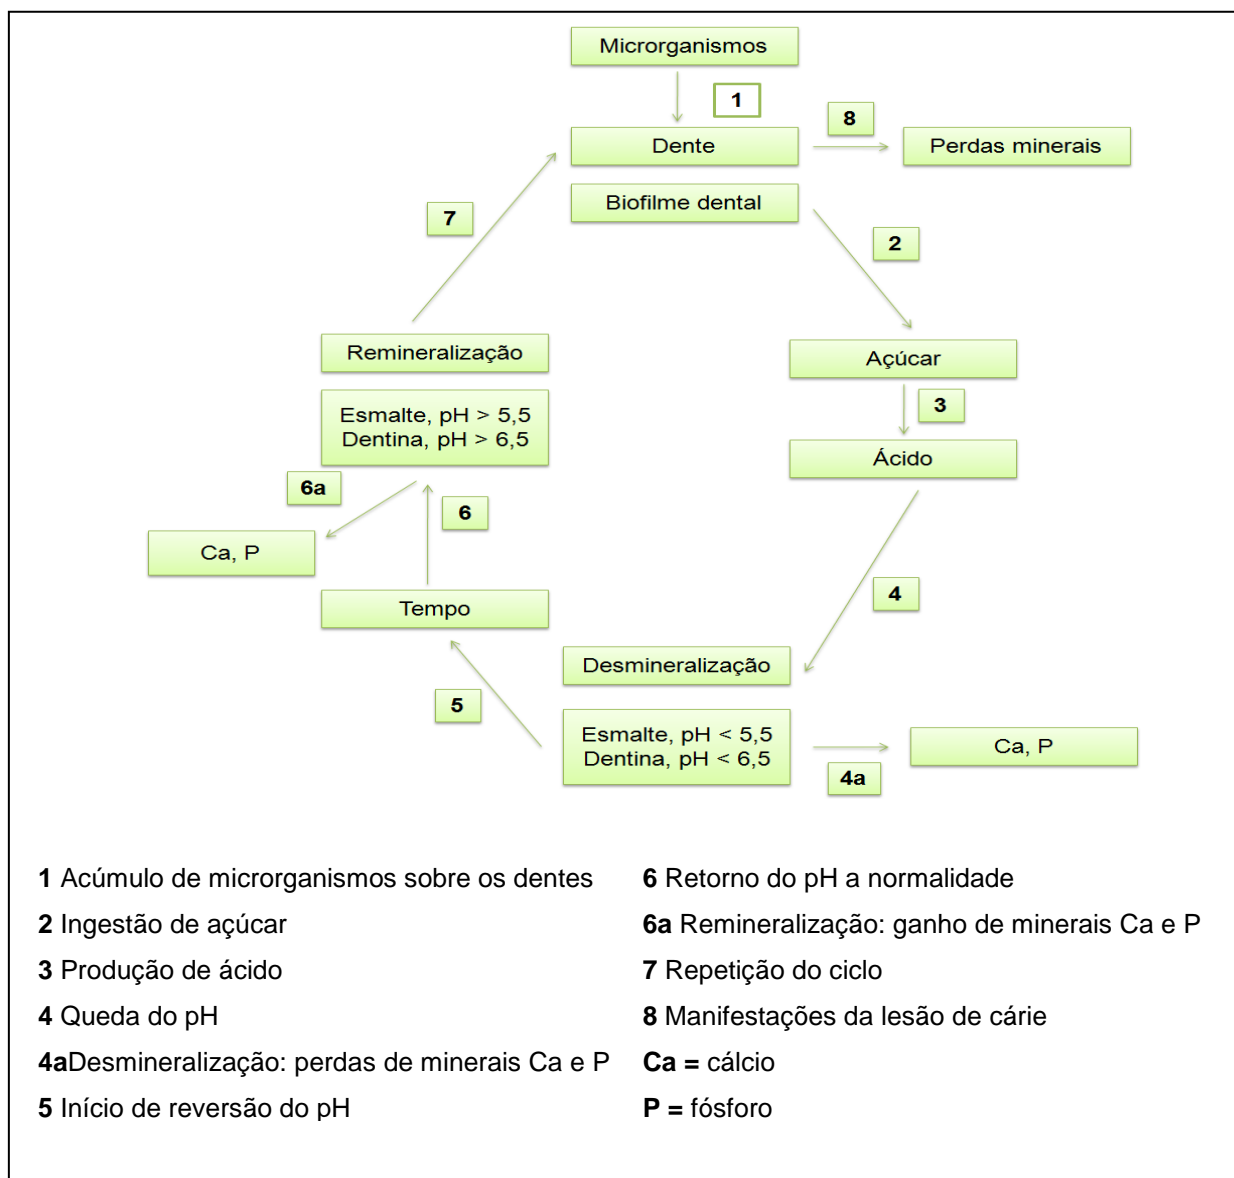 Microrganismos
1
8
Dente
Perdas minerais
Biofilme dental
7
2
Remineralização
Açúcar
Esmalte, pH > 5,5
Dentina, pH > 6,5
3
Ácido
6a
6
Ca, P
4
Tempo
Desmineralização
5
Esmalte, pH < 5,5
Dentina, pH < 6,5
Ca, P
4a
1 Acúmulo de microrganismos sobre os dentes
2 Ingestão de açúcar
3 Produção de ácido
4 Queda do pH
4aDesmineralização: perdas de minerais Ca e P
5 Início de reversão do pH
6 Retorno do pH a normalidade
6a Remineralização: ganho de minerais Ca e P
7 Repetição do ciclo
8 Manifestações da lesão de cárie
Ca = cálcio
P = fósforo